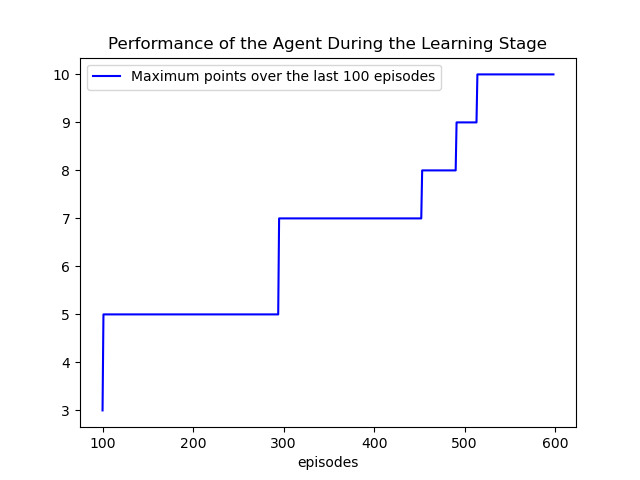 Performance of the Agent During the Learning Stage
Maximum points over the last 100 episodes
10
9
8
7
6
5
4
3
100 200 300 400 500 600
episodes